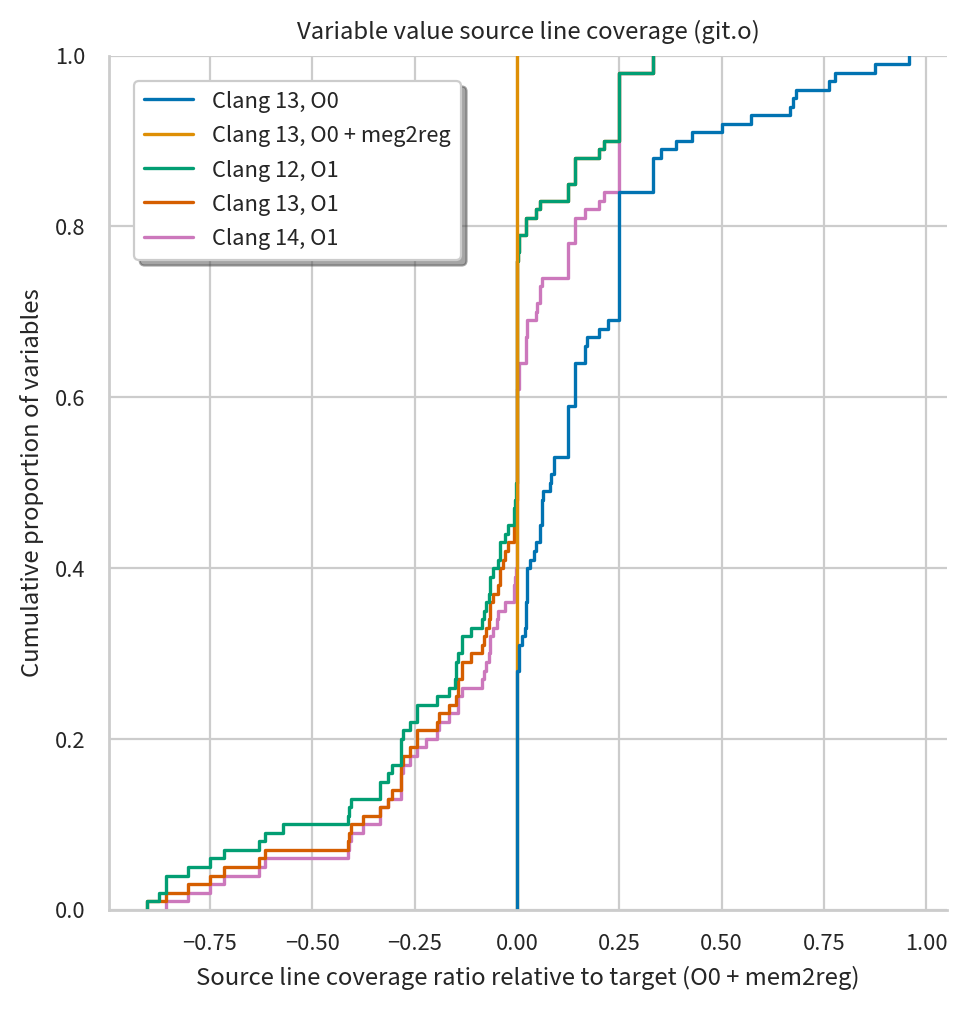 Variable value source line coverage (git.o)
1.0
Clang 13, O0
Clang 13, O0 + meg2reg
Clang 12, O1
Clang 13, O1
Clang 14, O1
0.8
0.6
0.4
0.2
0.0
Cumulative proportion of variables
−0.75 −0.50 −0.25 0.00 0.25 0.50 0.75 1.00
Source line coverage ratio relative to target (O0 + mem2reg)